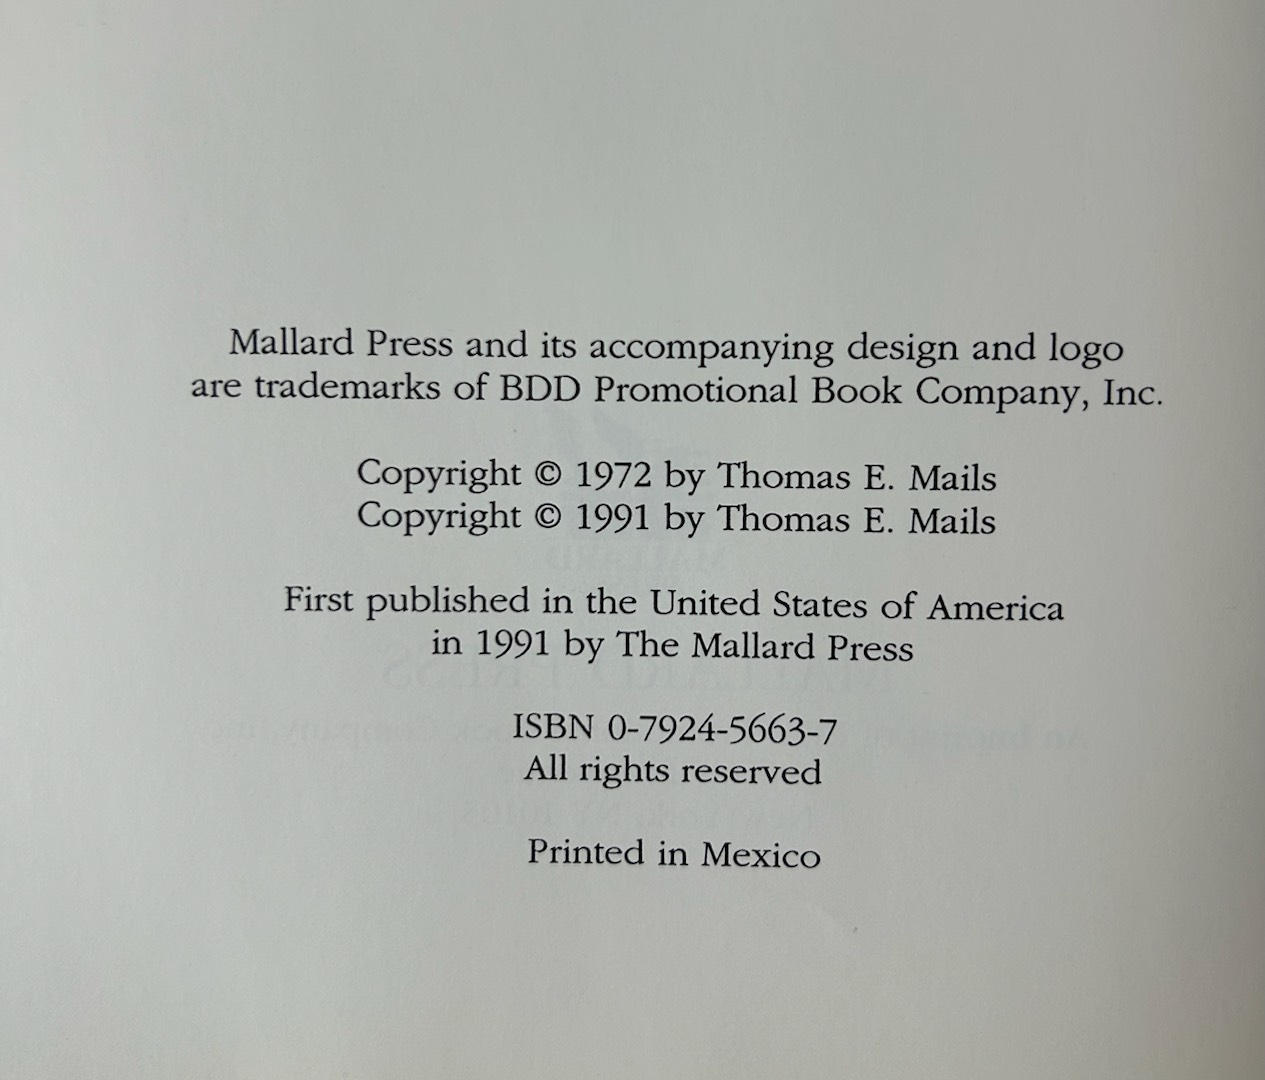 Mallard Press and its accompanying design and logo
are trademarks of BDD Promotional Book Company, Inc.
Copyright © 1972 by Thomas E. Mails
Copyright © 1991 by Thomas E. Mails
First published in the United States of America
in 1991 by The Mallard Press
ISBN 0-7924-5663-7
All rights reserved
Printed in Mexico